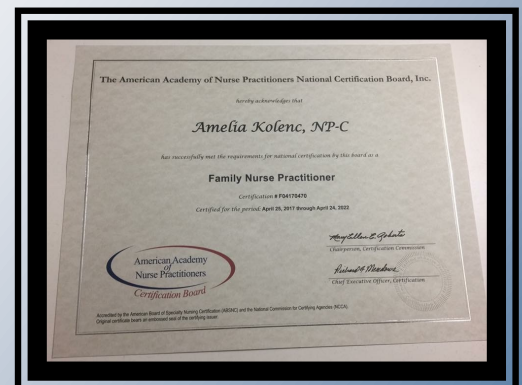 The American Academy of Nurse Practitioners National Certification Board, Inc.
hereby acknowledges that
Amelia Kolenc, NP-C
has successfully met the requirements for national certification by this board as a
Family Nurse Practitioner
Certification # F04170470
Certified for the period: April 25, 2017 through April 24, 2022
Chairperson, Certification Commission
Chief Executive Officer, Certification
American Academy
of
Nurse Practitioners
Certification Board
Accredited by the American Board of Specialty Nursing Certification (ABSNC) and the National Commission for Certifying Agencies (NCCA).
Original certificate bears an embossed seal of the certifying issuer.